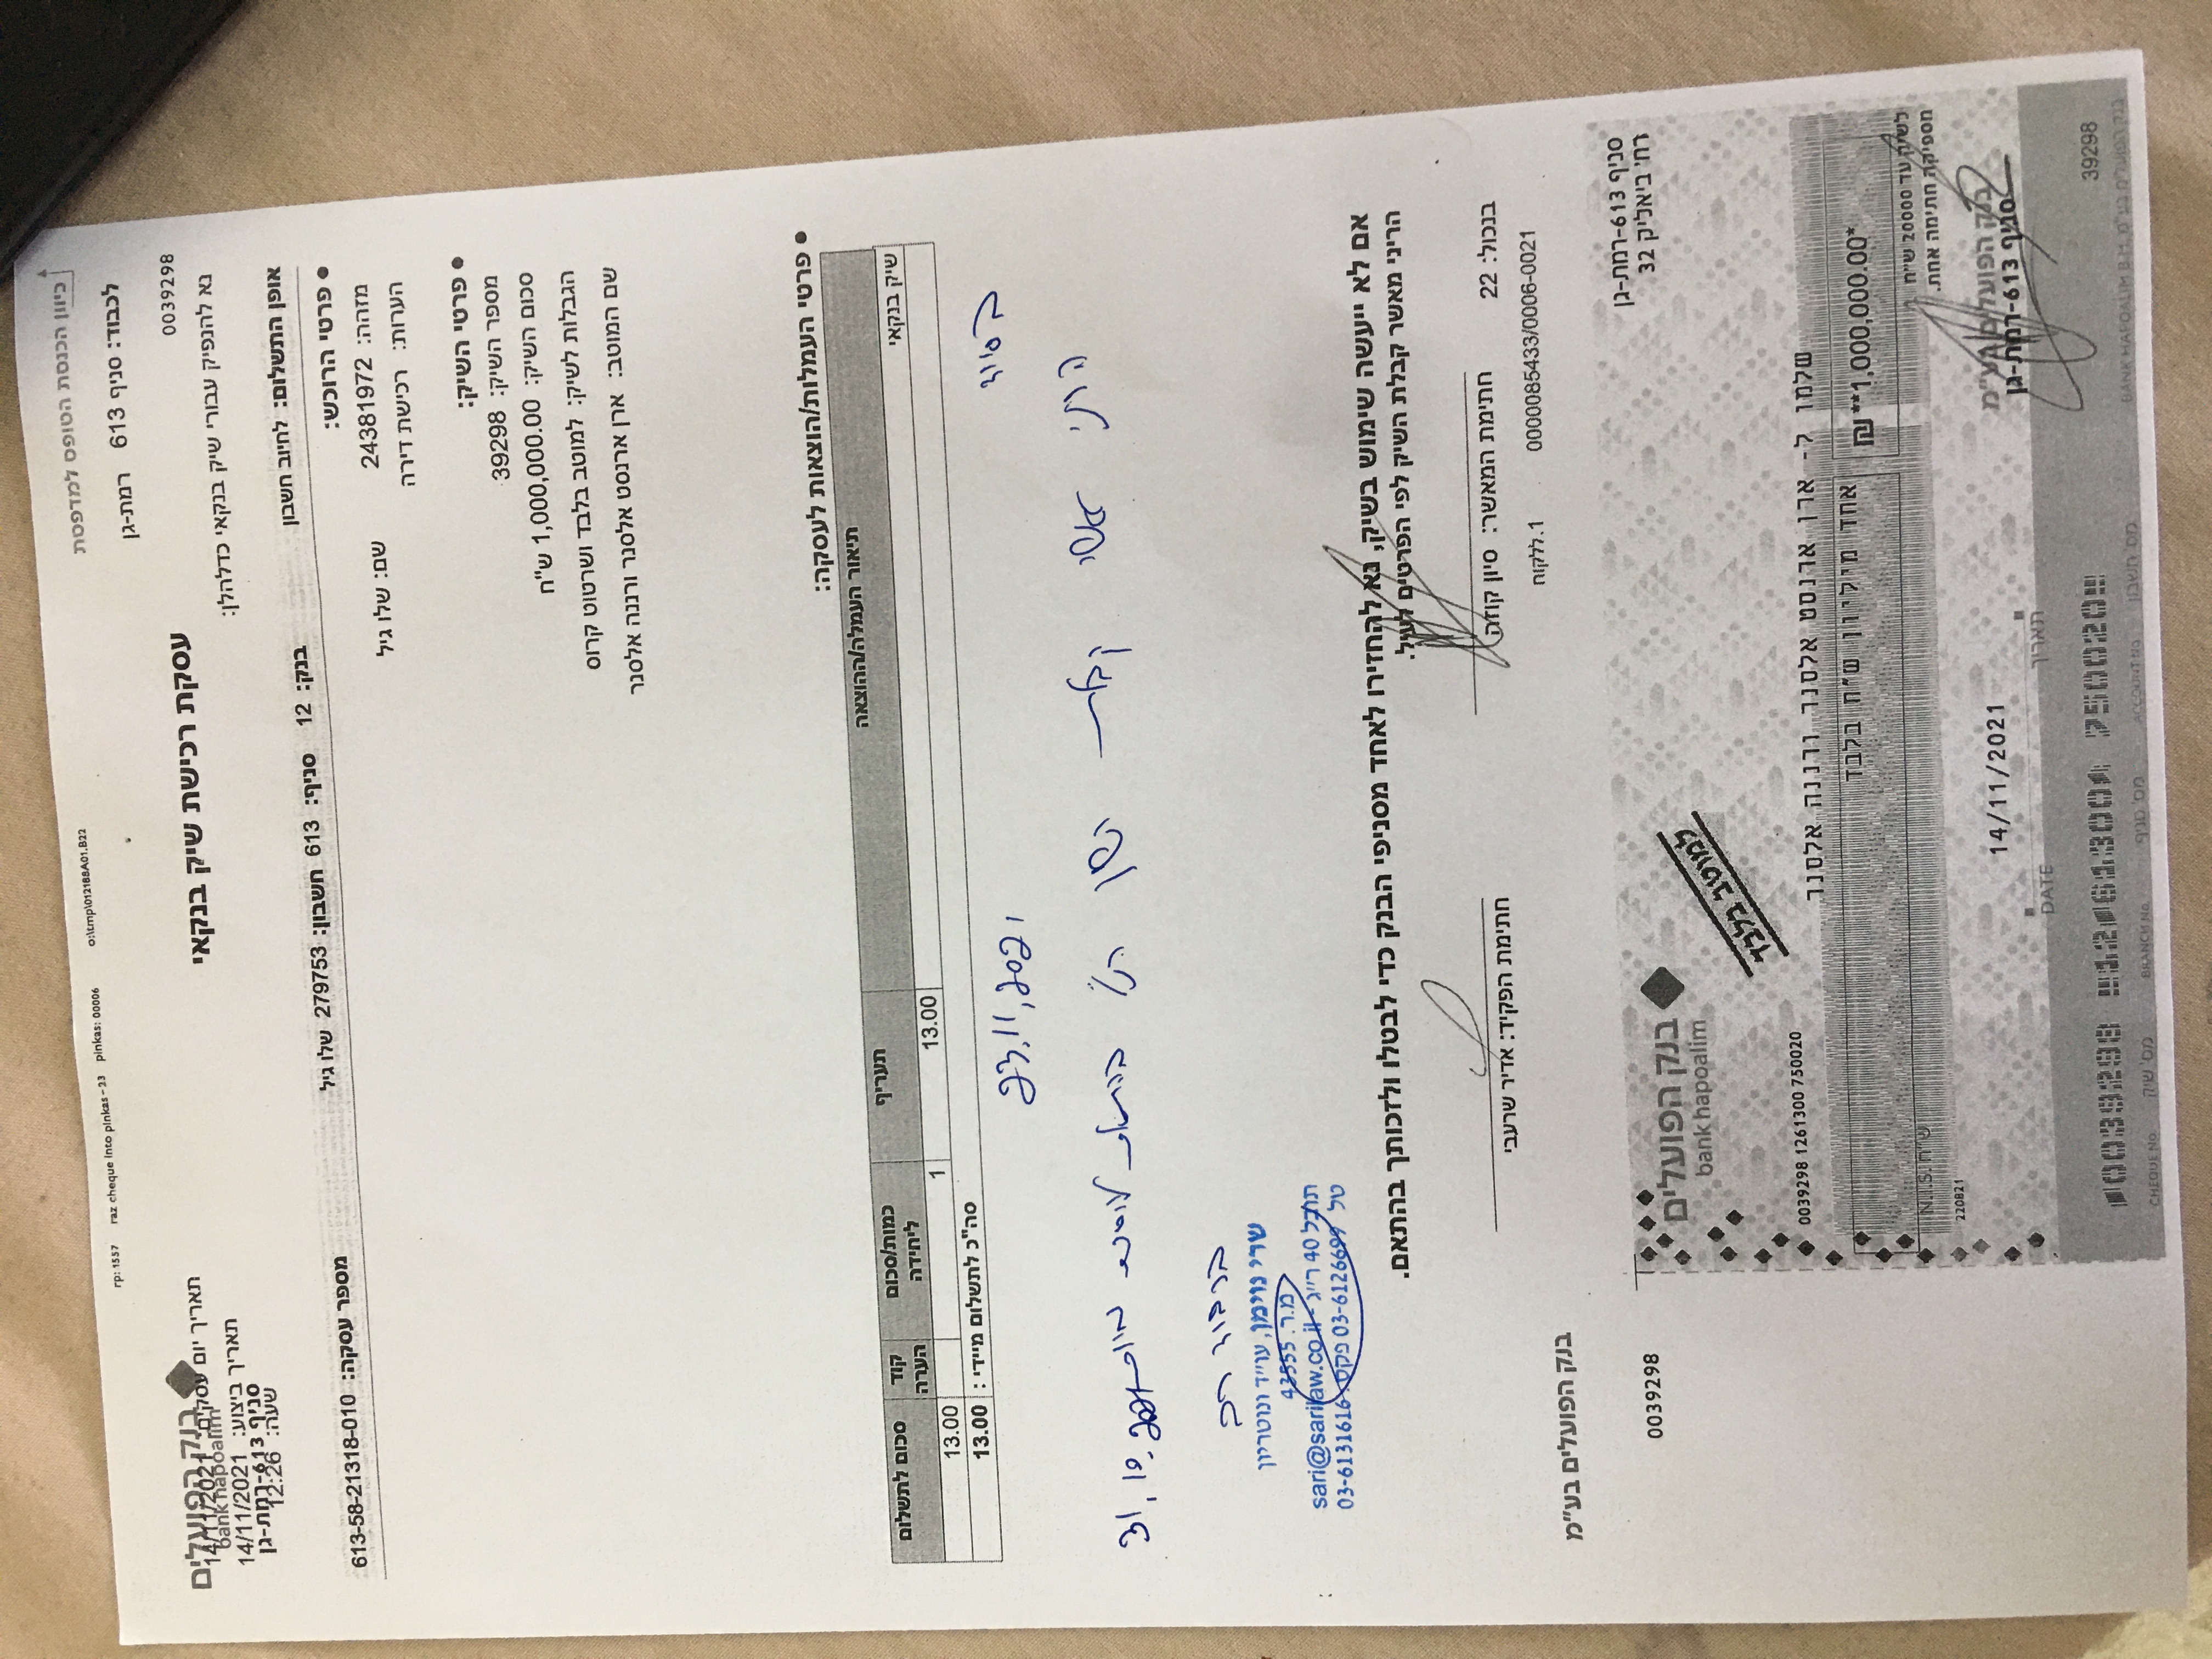 כיוון הכנסת הטופס למדפסת
rp: 1557 raz cheque into pinkas-23 pinkas: 00006 o:\tmp\012188A01.B22
לכבוד: סניף 613 רמת-גן
0039298
עסקת רכישת שיק בנקאי
בנק הפועלים
bank hapoalim
תאריך יום עסקים: 14/11/2021
תאריך ביצוע: 14/11/2021
סניף 613-רמת-גן
שעה: 12:26
נא להנפיק עבורי שיק בנקאי כדלהלן:
אופן התשלום: לחיוב חשבון בנק: 12 סניף: 613 חשבון: 279753 שלו גיל מספר עסקה: 613-58-21318-010
• פרטי הרוכש:
מזהה: 24381972 שם: שלו גיל
הערות: רכישת דירה
• פרטי השיק:
מספר השיק: 39298
סכום השיק: 1,000,000.00 ש"ח
הגבלות לשיק: למוטב בלבד ושרטוט קרוס
שם המוטב: ארן ארנסט אלסנר ורננה אלסנר
• פרטי העמלות/הוצאות לעסקה:
תיאור העמלה/ההוצאה תעריף כמות/סכום ליחידה קוד הערה סכום לתשלום
שיק בנקאי 13.00 1 13.00
סה"כ לתשלום מיידי: 13.00
23.11.2021
הרני קבלת בהתאם 31.10.2021
בכבוד רב
שרי נוימן, עו"ד ונוטריון
מ.ר. 43555
תובל 40 ר"ג - sari@sarilaw.co.il
טל 03-6126699 פקס. 03-6131616
אם לא ייעשה שימוש בשיק, נא להחזירו לאחד מסניפי הבנק כדי לבטלו ולזכותך בהתאם.
הריני מאשר קבלת השיק לפי הפרטים לעיל.
בנכול: 22 חתימת המאשר: סיון קוזה חתימת הפקיד: אדיר שרעבי
0000085433/0006-0021 1.ללקוח
בנק הפועלים בע"מ
סניף 613-רמת-גן
רח' ביאליק 32
0039298
בנק הפועלים
bank hapoalim
למוטב בלבד
0039298 1261300 750020
שלמו ל- ארן ארנסט אלסנר ורננה אלסנר
אחד מיליון ש"ח בלבד
₪ **1,000,000.00*
N.I.S. ש"ח
לשיק עד 20000 ש"ח
מספיקה חתימה אחת.
220821
בנק הפועלים בע"מ
סניף 613-רמת-גן
14/11/2021
DATE תאריך
39298
⑈0039298 ⑈12⑉613004 750020⑈
CHEQUE No. מס' שיק BRANCH No. מס' סניף ACCOUNT No. מס' חשבון
BANK HAPOALIM B.M. בנק הפועלים בע"מ